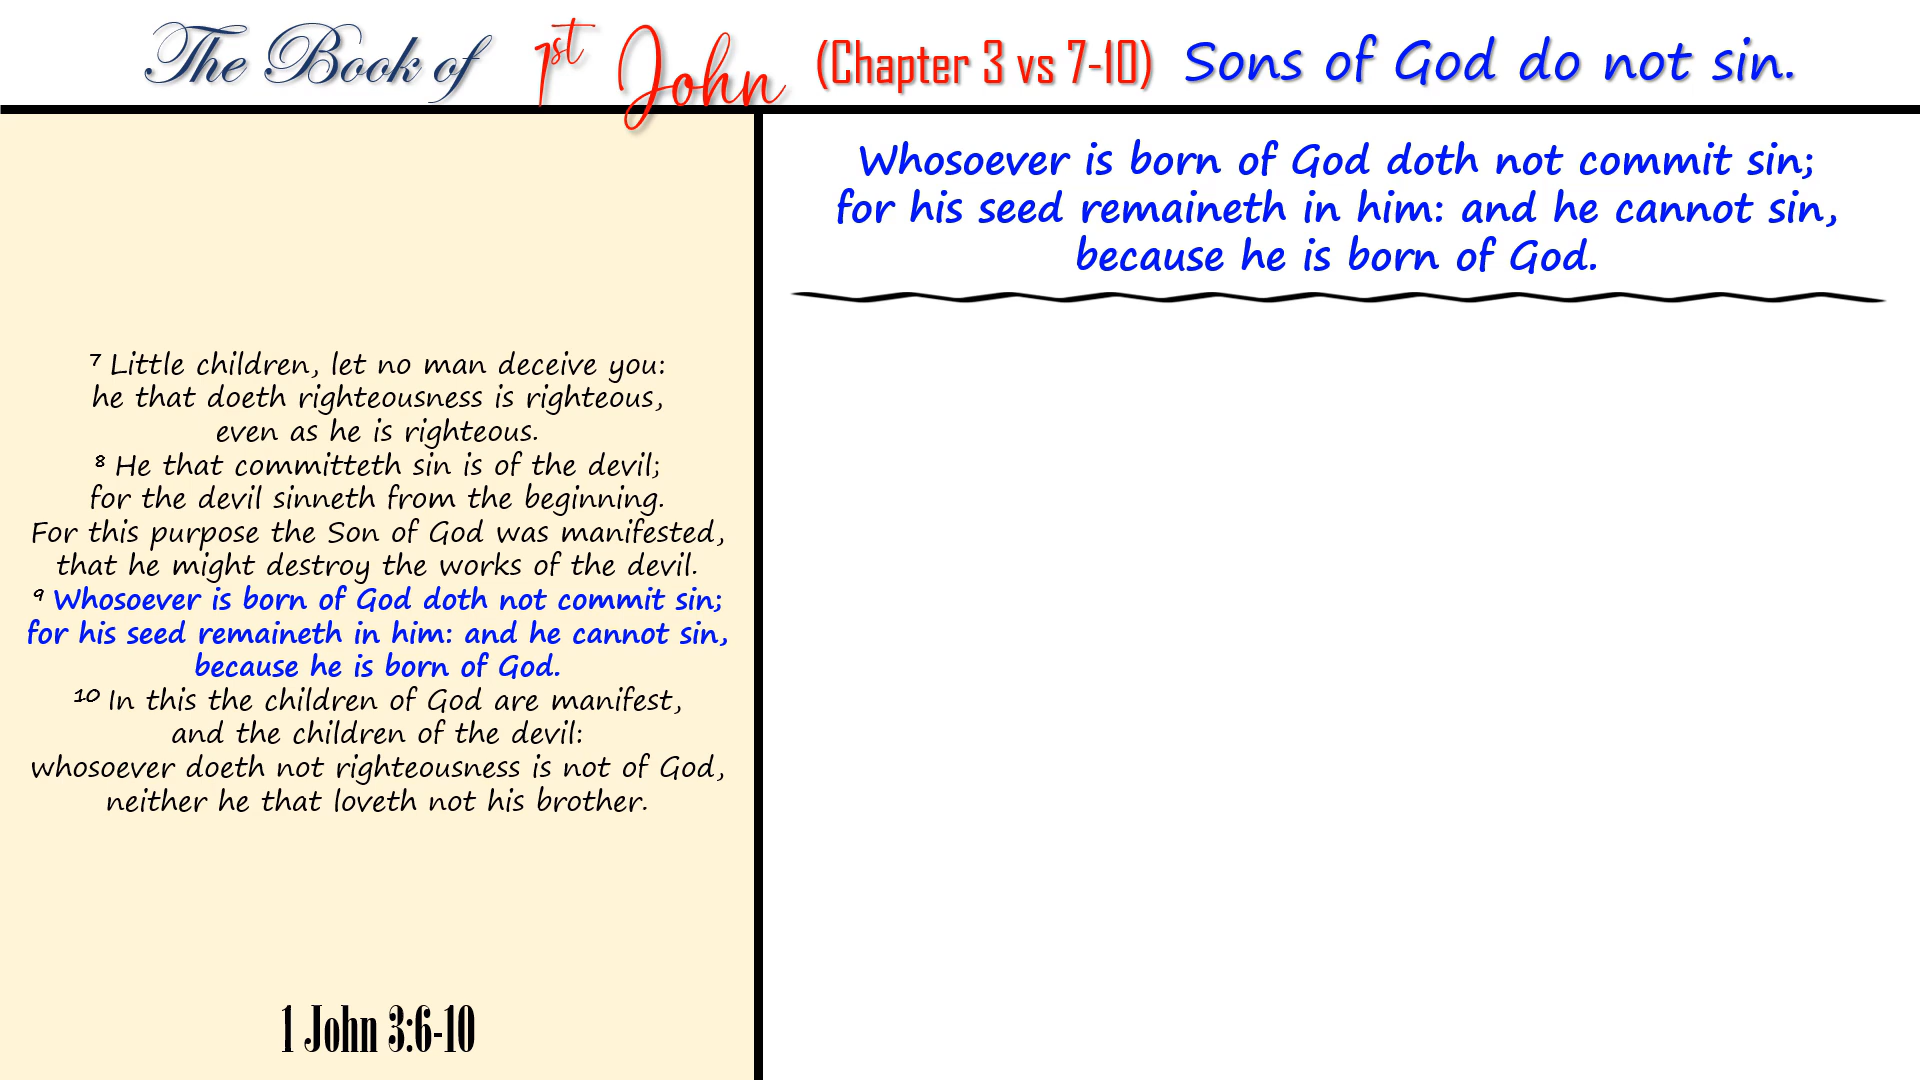 The Book of 1st John (Chapter 3 vs 7-10) Sons of God do not sin.
Whosoever is born of God doth not commit sin;
for his seed remaineth in him: and he cannot sin,
because he is born of God.
7 Little children, let no man deceive you:
he that doeth righteousness is righteous,
even as he is righteous.
8 He that committeth sin is of the devil;
for the devil sinneth from the beginning.
For this purpose the Son of God was manifested,
that he might destroy the works of the devil.
9 Whosoever is born of God doth not commit sin;
for his seed remaineth in him: and he cannot sin,
because he is born of God.
10 In this the children of God are manifest,
and the children of the devil:
whosoever doeth not righteousness is not of God,
neither he that loveth not his brother.
1 John 3:6-10